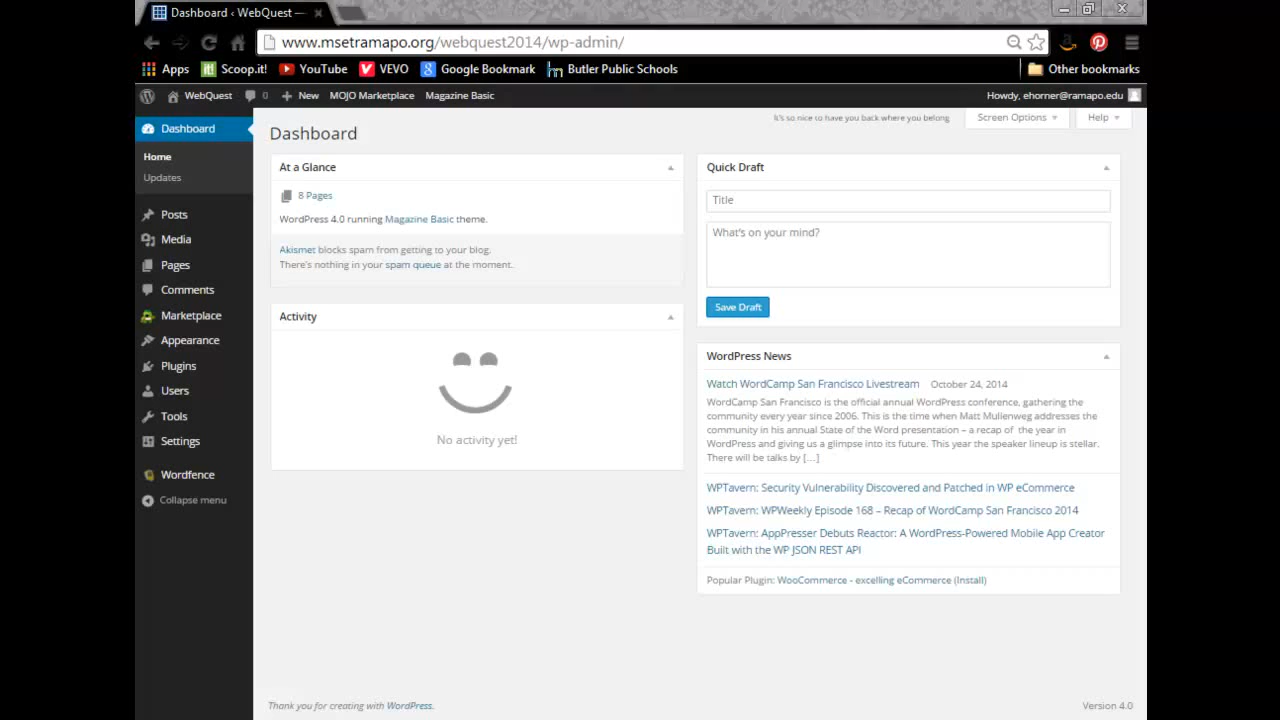 Dashboard ‹ WebQuest —
www.msetramapo.org/webquest2014/wp-admin/
Apps it! Scoop.it! YouTube V VEVO 8 Google Bookmark Butler Public Schools Other bookmarks
WebQuest 0 New MOJO Marketplace Magazine Basic Howdy, ehorner@ramapo.edu
Dashboard
Home
Updates
Posts
Media
Pages
Comments
Marketplace
Appearance
Plugins
Users
Tools
Settings
Wordfence
Collapse menu
It's so nice to have you back where you belong
Screen Options Help
Dashboard
At a Glance
8 Pages
WordPress 4.0 running Magazine Basic theme.
Akismet blocks spam from getting to your blog.
There's nothing in your spam queue at the moment.
Activity
No activity yet!
Quick Draft
Title
What's on your mind?
Save Draft
WordPress News
Watch WordCamp San Francisco Livestream October 24, 2014
WordCamp San Francisco is the official annual WordPress conference, gathering the
community every year since 2006. This is the time when Matt Mullenweg addresses the
community in his annual State of the Word presentation – a recap of the year in
WordPress and giving us a glimpse into its future. This year the speaker lineup is stellar.
There will be talks by […]
WPTavern: Security Vulnerability Discovered and Patched in WP eCommerce
WPTavern: WPWeekly Episode 168 – Recap of WordCamp San Francisco 2014
WPTavern: AppPresser Debuts Reactor: A WordPress-Powered Mobile App Creator
Built with the WP JSON REST API
Popular Plugin: WooCommerce - excelling eCommerce (Install)
Thank you for creating with WordPress.
Version 4.0